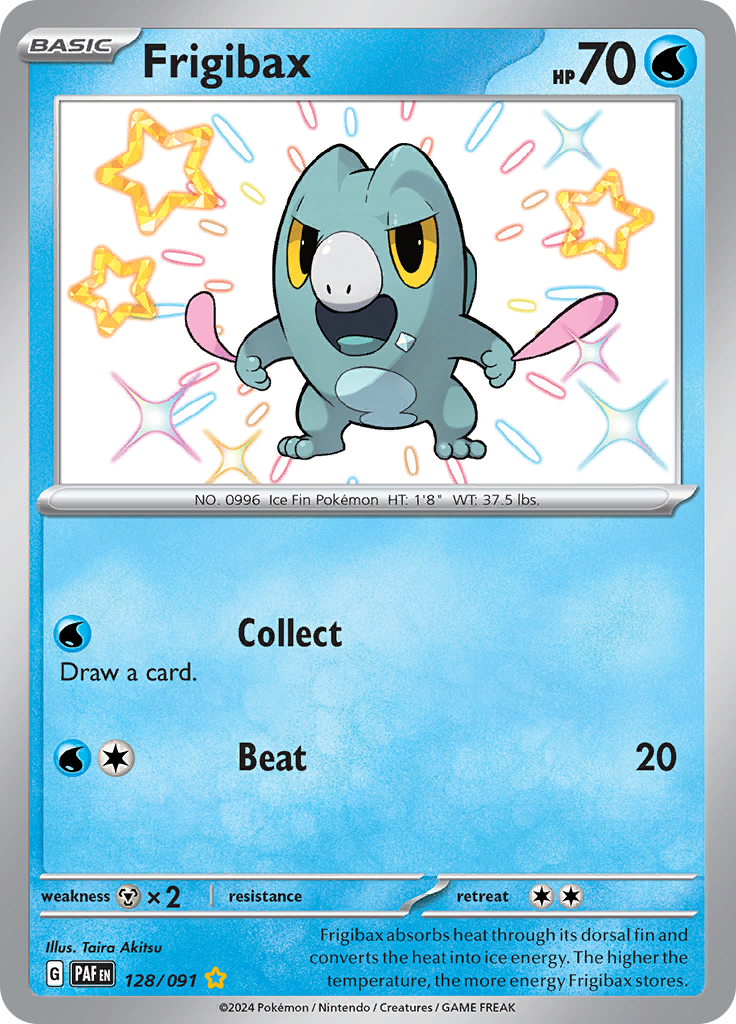 BASIC Frigibax HP 70
NO. 0996 Ice Fin Pokémon HT: 1'8" WT: 37.5 lbs.
Collect
Draw a card.
Beat 20
weakness ×2 resistance retreat
Illus. Taira Akitsu
Frigibax absorbs heat through its dorsal fin and
converts the heat into ice energy. The higher the
temperature, the more energy Frigibax stores.
G PAF EN 128/091
©2024 Pokémon / Nintendo / Creatures / GAME FREAK